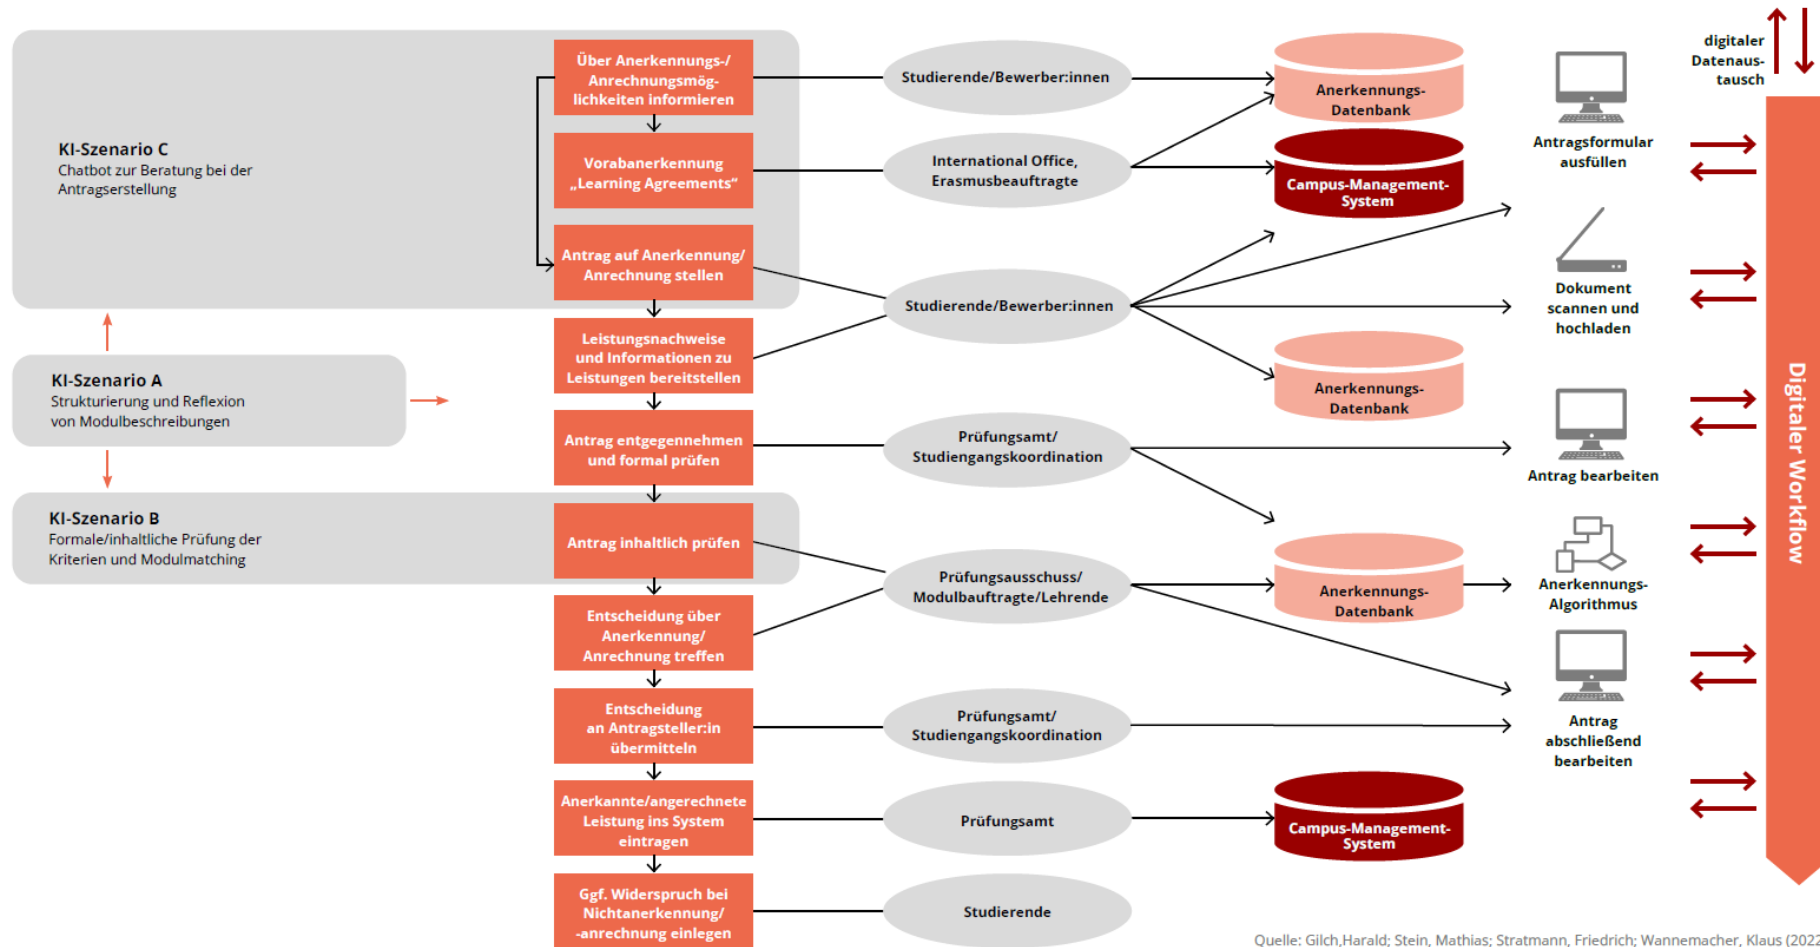 KI-Szenario C
Chatbot zur Beratung bei der
Antragserstellung
KI-Szenario A
Strukturierung und Reflexion
von Modulbeschreibungen
KI-Szenario B
Formale/inhaltliche Prüfung der
Kriterien und Modulmatching
Über Anerkennungs-/
Anrechnungsmög-
lichkeiten informieren
Vorabanerkennung
„Learning Agreements“
Antrag auf Anerkennung/
Anrechnung stellen
Leistungsnachweise
und Informationen zu
Leistungen bereitstellen
Antrag entgegennehmen
und formal prüfen
Antrag inhaltlich prüfen
Entscheidung über
Anerkennung/
Anrechnung treffen
Entscheidung
an Antragsteller:in
übermitteln
Anerkannte/angerechnete
Leistung ins System
eintragen
Ggf. Widerspruch bei
Nichtanerkennung/
-anrechnung einlegen
Studierende/Bewerber:innen
International Office,
Erasmusbeauftragte
Studierende/Bewerber:innen
Prüfungsamt/
Studiengangskoordination
Prüfungsausschuss/
Modulbauftragte/Lehrende
Prüfungsamt/
Studiengangskoordination
Prüfungsamt
Studierende
Anerkennungs-
Datenbank
Campus-Management-
System
Anerkennungs-
Datenbank
Anerkennungs-
Datenbank
Campus-Management-
System
Antragsformular
ausfüllen
Dokument
scannen und
hochladen
Antrag bearbeiten
Anerkennungs-
Algorithmus
Antrag
abschließend
bearbeiten
digitaler
Datenaus-
tausch
Digitaler Workflow
Quelle: Gilch,Harald; Stein, Mathias; Stratmann, Friedrich; Wannemacher, Klaus (2022